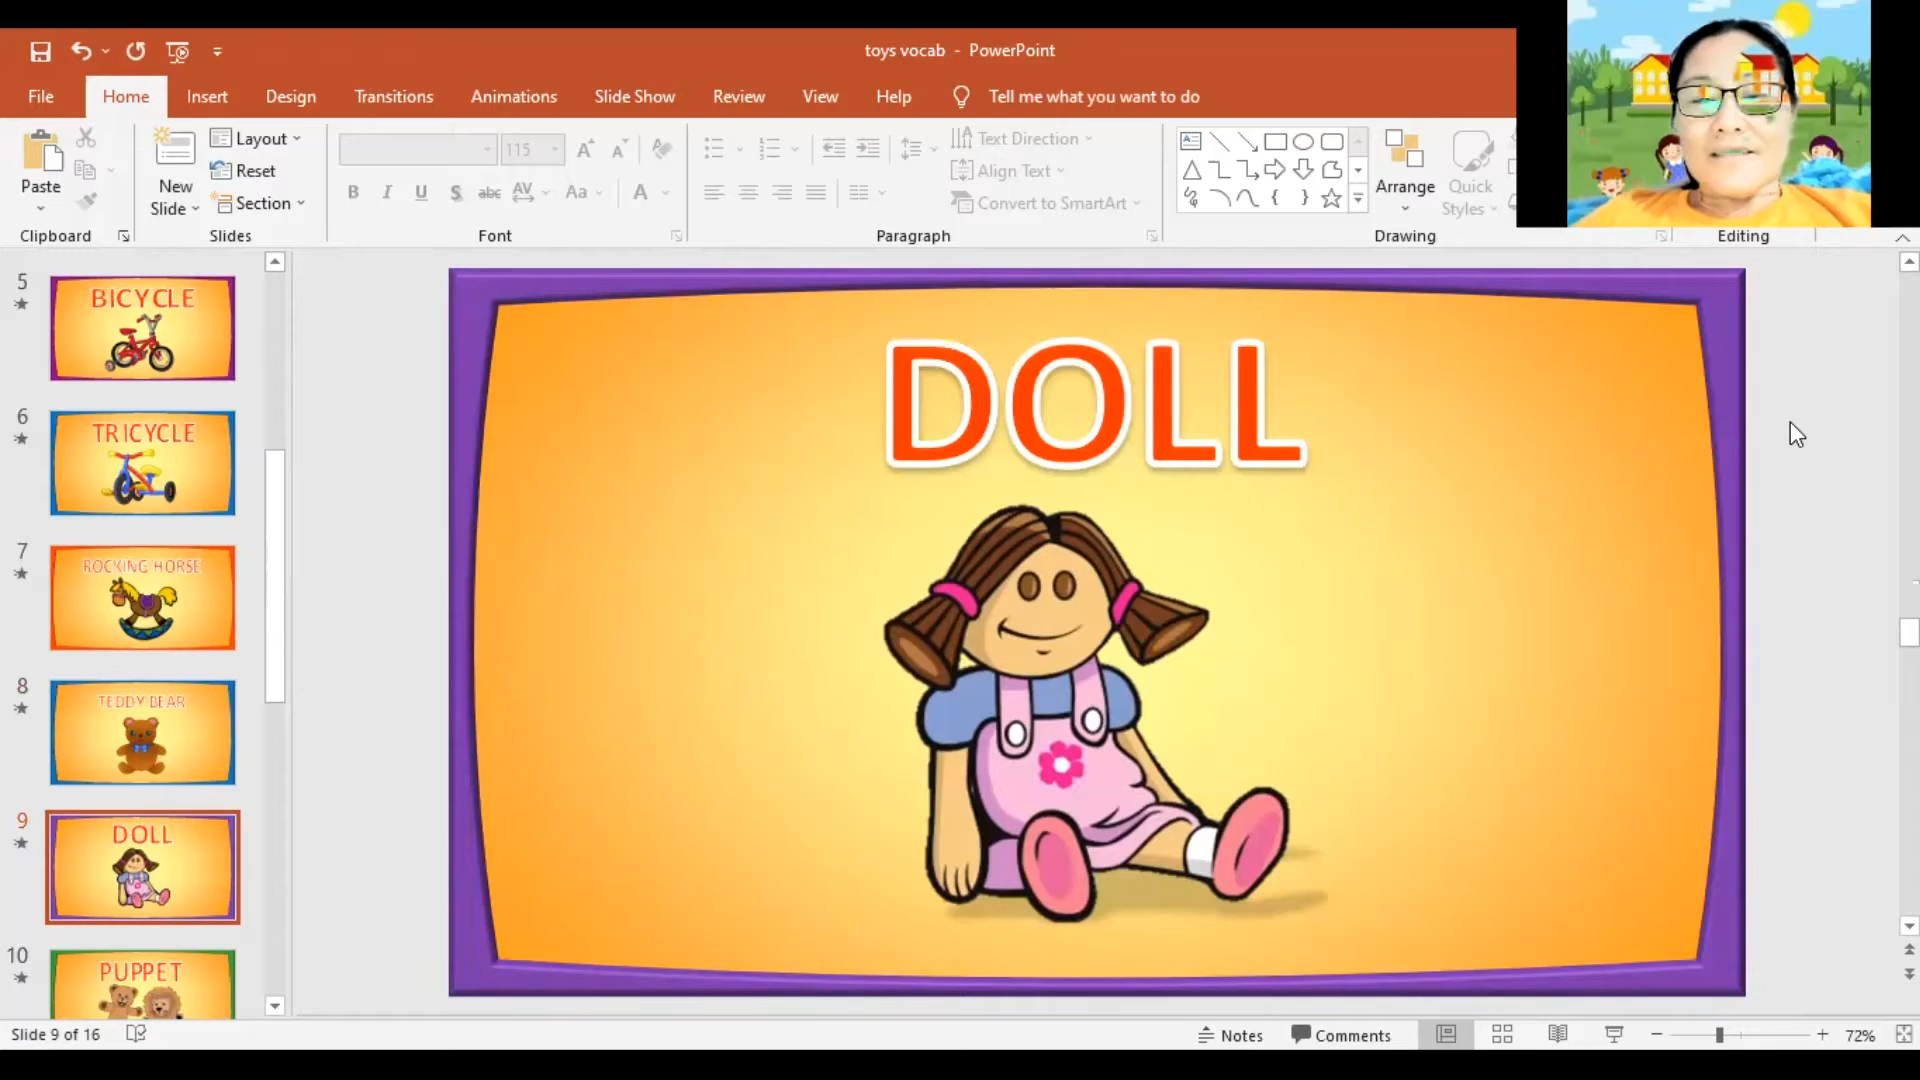 toys vocab - PowerPoint
File Home Insert Design Transitions Animations Slide Show Review View Help Tell me what you want to do
Paste
Clipboard
New Slide
Layout
Reset
Section
Slides
115
B I U S abc AV Aa A
Font
Text Direction
Align Text
Convert to SmartArt
Paragraph
Arrange
Quick Styles
Drawing
Editing
5
BICYCLE
6
TRICYCLE
7
ROCKING HORSE
8
TEDDY BEAR
9
DOLL
10
PUPPET
DOLL
Slide 9 of 16
Notes
Comments
72%